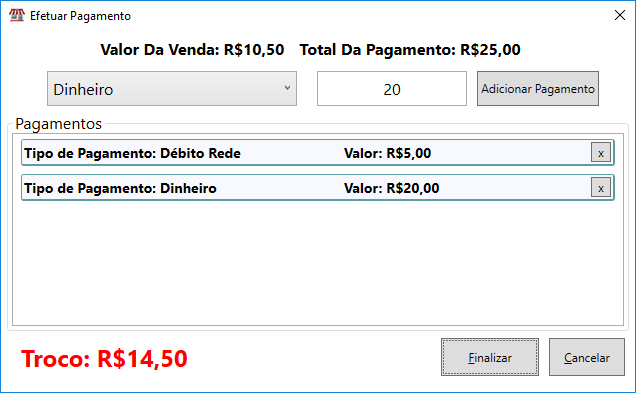 Efetuar Pagamento
Valor Da Venda: R$10,50 Total Da Pagamento: R$25,00
Dinheiro 20 Adicionar Pagamento
Pagamentos
Tipo de Pagamento: Débito Rede Valor: R$5,00 x
Tipo de Pagamento: Dinheiro Valor: R$20,00 x
Troco: R$14,50 Finalizar Cancelar